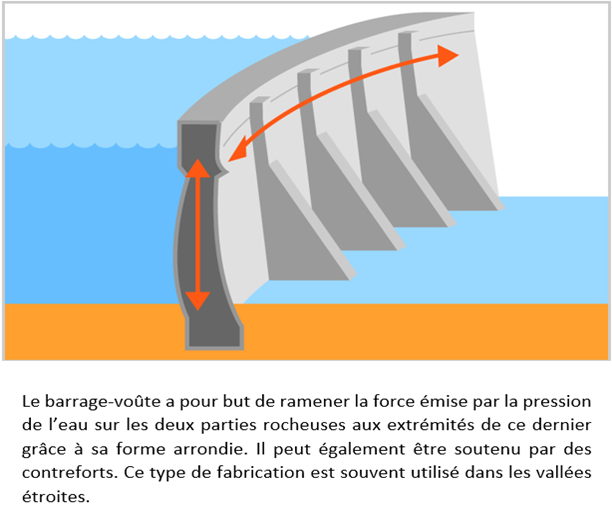 Le barrage-voûte a pour but de ramener la force émise par la pression
de l’eau sur les deux parties rocheuses aux extrémités de ce dernier
grâce à sa forme arrondie. Il peut également être soutenu par des
contreforts. Ce type de fabrication est souvent utilisé dans les vallées
étroites.